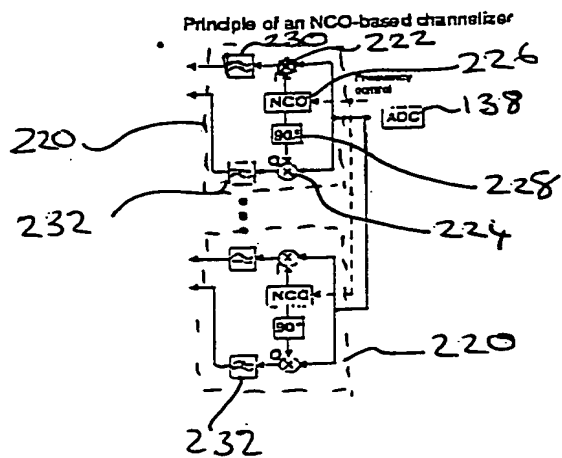 Principle of an NCO-based channelizer
230
222
226
Frequency
control
NCO
ADC
138
220
90°
Q
228
232
224
NCO
90°
Q
220
232